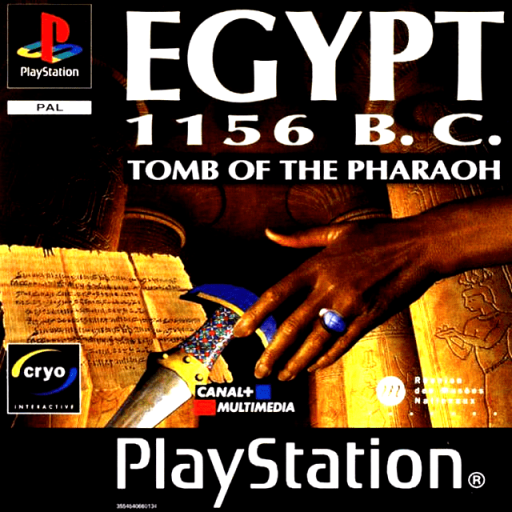 PlayStation
PAL
EGYPT
1156 B.C.
TOMB OF THE PHARAOH
cryo
INTERACTIVE
CANAL+
MULTIMEDIA
Réunion
des Musées
Nationaux
PlayStation®